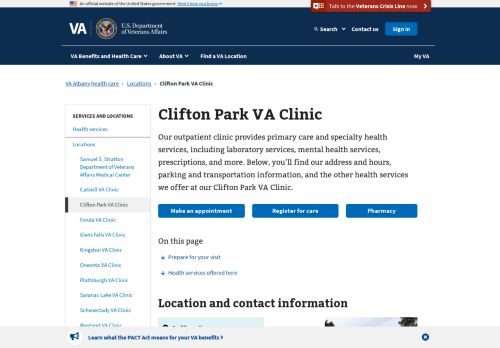 An official website of the United States government Here's how you know
Talk to the Veterans Crisis Line now
VA
U.S. Department
of Veterans Affairs
Search
Contact us
Sign in
VA Benefits and Health Care
About VA
Find a VA Location
My VA
VA Albany health care › Locations › Clifton Park VA Clinic
SERVICES AND LOCATIONS
Health services
Locations
Samuel S. Stratton
Department of Veterans
Affairs Medical Center
Catskill VA Clinic
Clifton Park VA Clinic
Fonda VA Clinic
Glens Falls VA Clinic
Kingston VA Clinic
Oneonta VA Clinic
Plattsburgh VA Clinic
Saranac Lake VA Clinic
Schenectady VA Clinic
Westport VA Clinic
Clifton Park VA Clinic
Our outpatient clinic provides primary care and specialty health
services, including laboratory services, mental health services,
prescriptions, and more. Below, you'll find our address and hours,
parking and transportation information, and the other health services
we offer at our Clifton Park VA Clinic.
Make an appointment
Register for care
Pharmacy
On this page
Prepare for your visit
Health services offered here
Location and contact information
Learn what the PACT Act means for your VA benefits